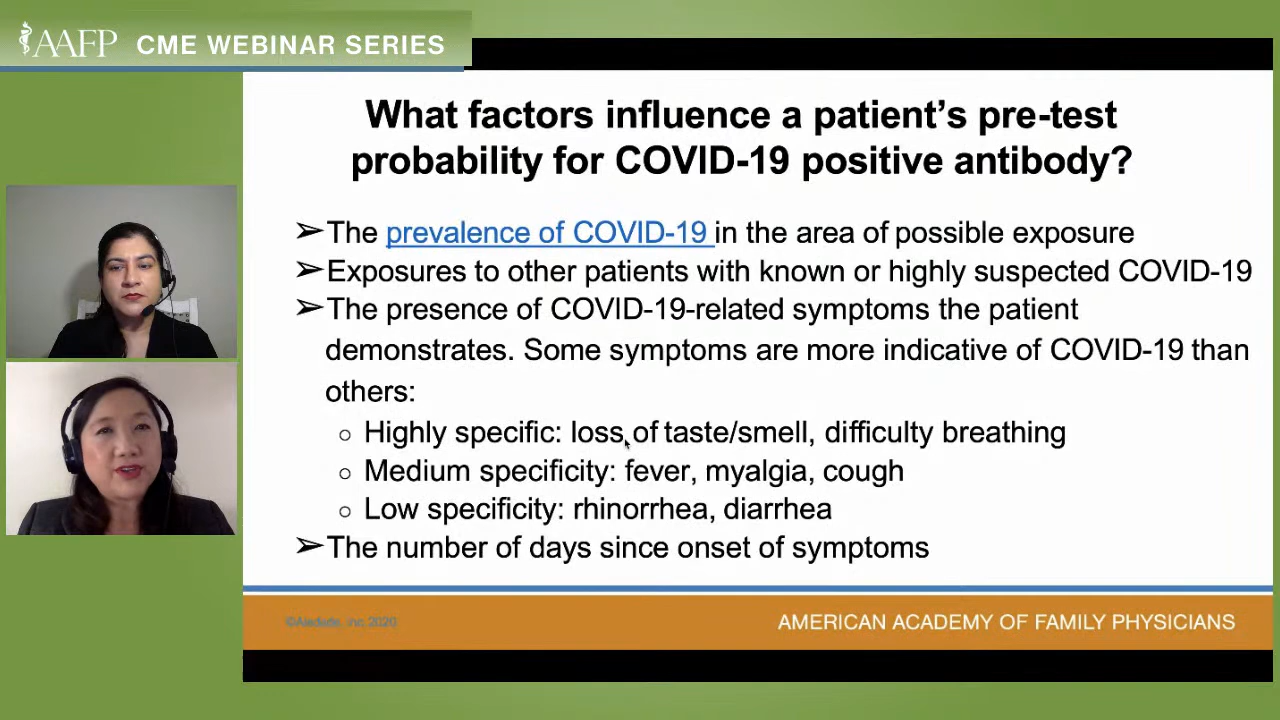 AAFP CME WEBINAR SERIES
What factors influence a patient's pre-test
probability for COVID-19 positive antibody?
➢The prevalence of COVID-19 in the area of possible exposure
➢Exposures to other patients with known or highly suspected COVID-19
➢The presence of COVID-19-related symptoms the patient
demonstrates. Some symptoms are more indicative of COVID-19 than
others:
○ Highly specific: loss of taste/smell, difficulty breathing
○ Medium specificity: fever, myalgia, cough
○ Low specificity: rhinorrhea, diarrhea
➢The number of days since onset of symptoms
2020
AMERICAN ACADEMY OF FAMILY PHYSICIANS